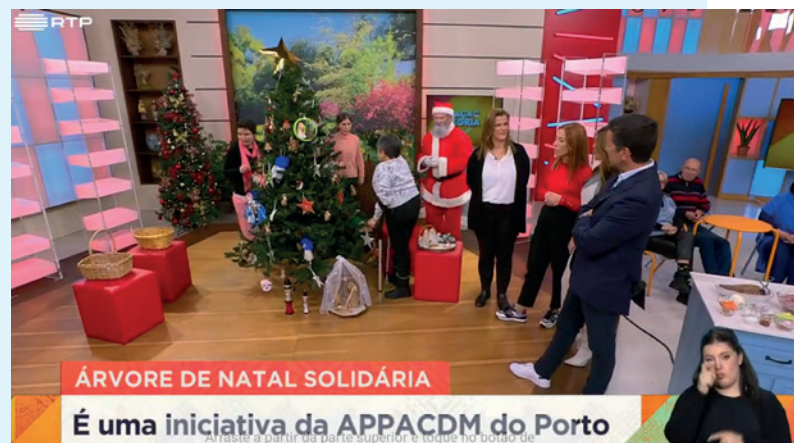 RTP
ÁRVORE DE NATAL SOLIDÁRIA
É uma iniciativa da APPACDM do Porto
Arraste a partir da parte superior e toque no botão de